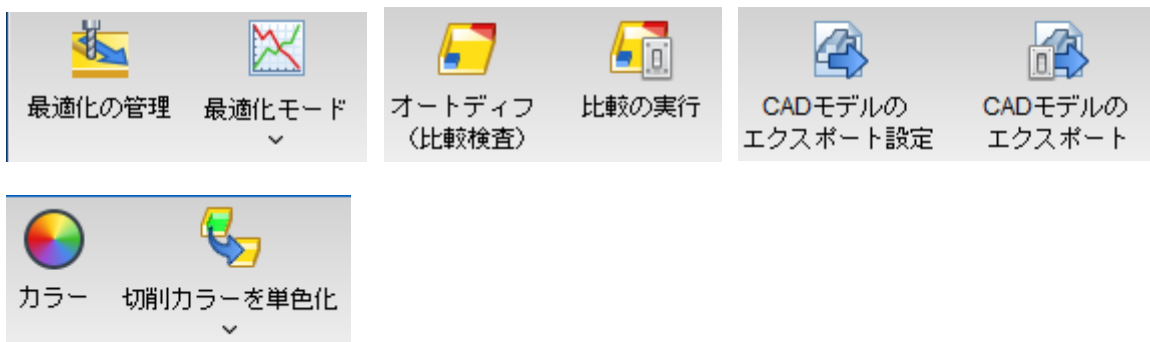 最適化の管理
最適化モード
オートディフ
(比較検査)
比較の実行
CADモデルの
エクスポート設定
CADモデルの
エクスポート
カラー
切削カラーを単色化